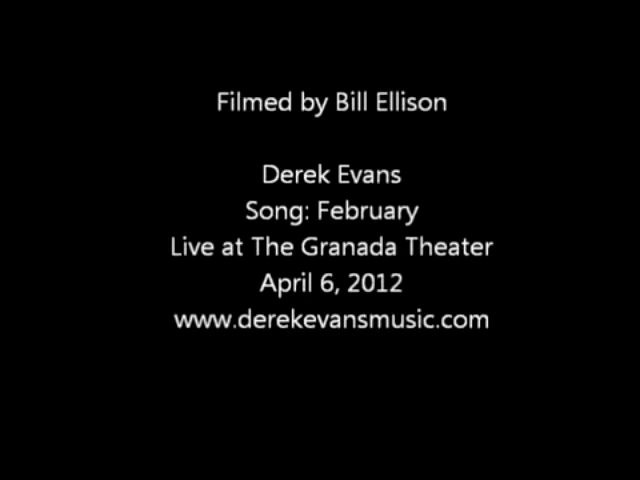 Filmed by Bill Ellison
Derek Evans
Song: February
Live at The Granada Theater
April 6, 2012
www.derekevansmusic.com